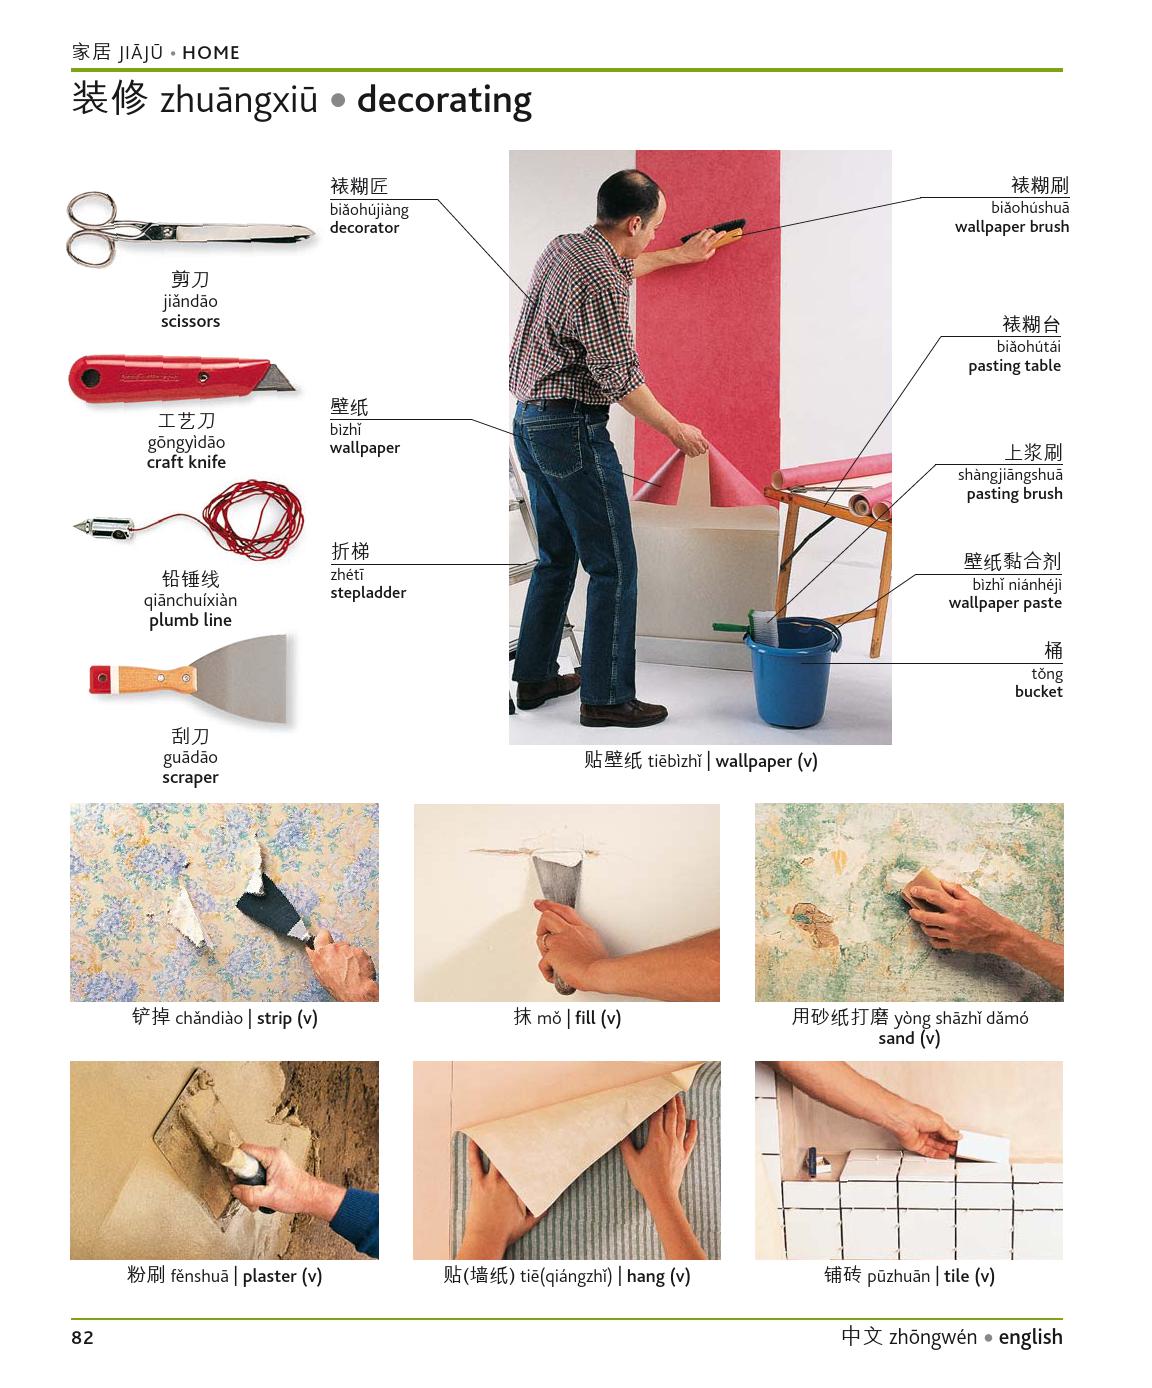 家居 JIĀJŪ • HOME
装修 zhuāngxiū • decorating
剪刀
jiǎndāo
scissors
工艺刀
gōngyìdāo
craft knife
铅锤线
qiānchuíxiàn
plumb line
刮刀
guādāo
scraper
裱糊匠
biǎohújiàng
decorator
壁纸
bìzhǐ
wallpaper
折梯
zhétī
stepladder
裱糊刷
biǎohúshuā
wallpaper brush
裱糊台
biǎohútái
pasting table
上浆刷
shàngjiāngshuā
pasting brush
壁纸黏合剂
bìzhǐ niánhéjì
wallpaper paste
桶
tǒng
bucket
贴壁纸 tiēbìzhǐ | wallpaper (v)
铲掉 chǎndiào | strip (v)
抹 mǒ | fill (v)
用砂纸打磨 yòng shāzhǐ dǎmó
sand (v)
粉刷 fěnshuā | plaster (v)
贴(墙纸) tiē(qiángzhǐ) | hang (v)
铺砖 pūzhuān | tile (v)
82
中文 zhōngwén • english